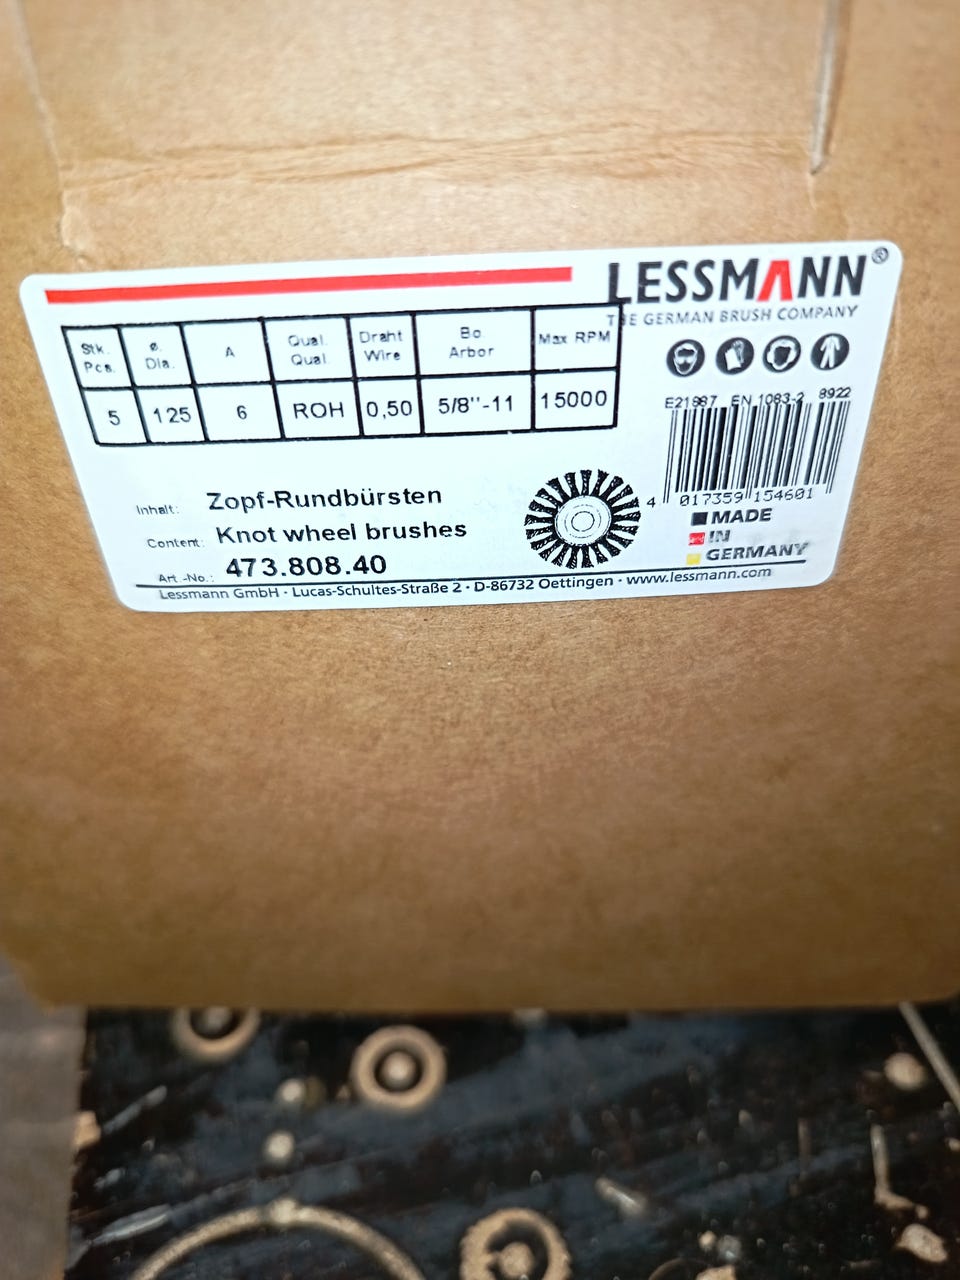 LESSMANN®
THE GERMAN BRUSH COMPANY
Stk. Pcs. ø. Dia. A Qual. Qual. Draht Wire Bo. Arbor Max RPM
5 125 6 ROH 0,50 5/8"-11 15000
E21987 EN 1083-2 8922
4 017359 154601
Inhalt: Zopf-Rundbürsten
Content: Knot wheel brushes
Art.-No.: 473.808.40
MADE
IN
GERMANY
Lessmann GmbH · Lucas-Schultes-Straße 2 · D-86732 Oettingen · www.lessmann.com